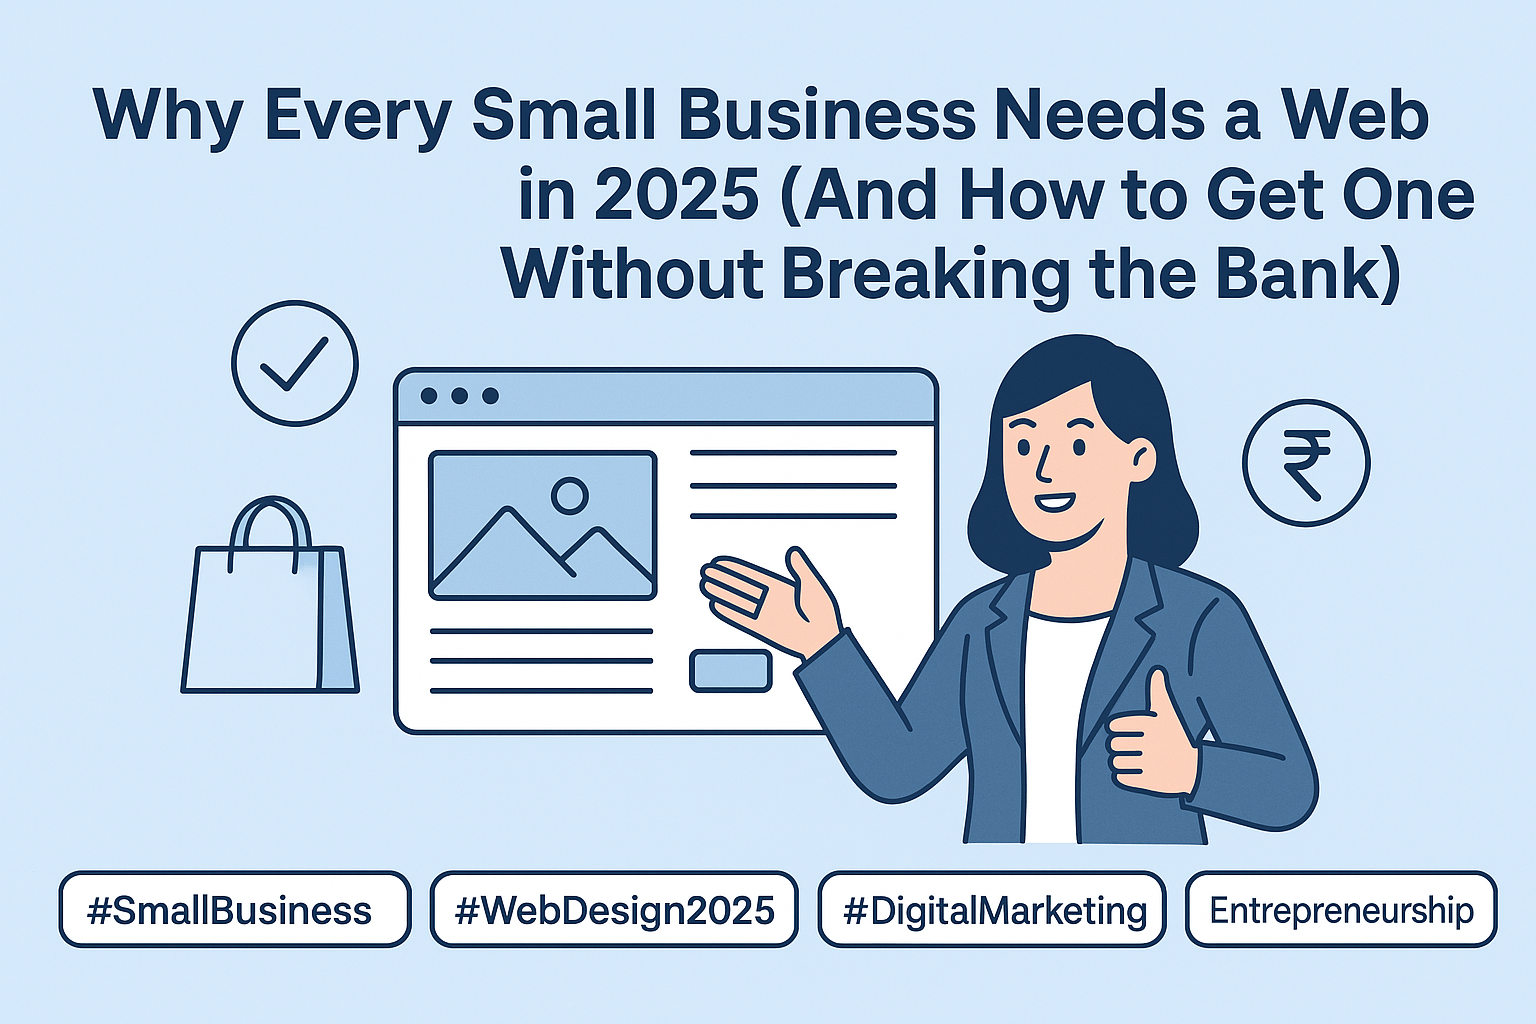 Why Every Small Business Needs a Web
in 2025 (And How to Get One
Without Breaking the Bank)
₹
#SmallBusiness
#WebDesign2025
#DigitalMarketing
Entrepreneurship